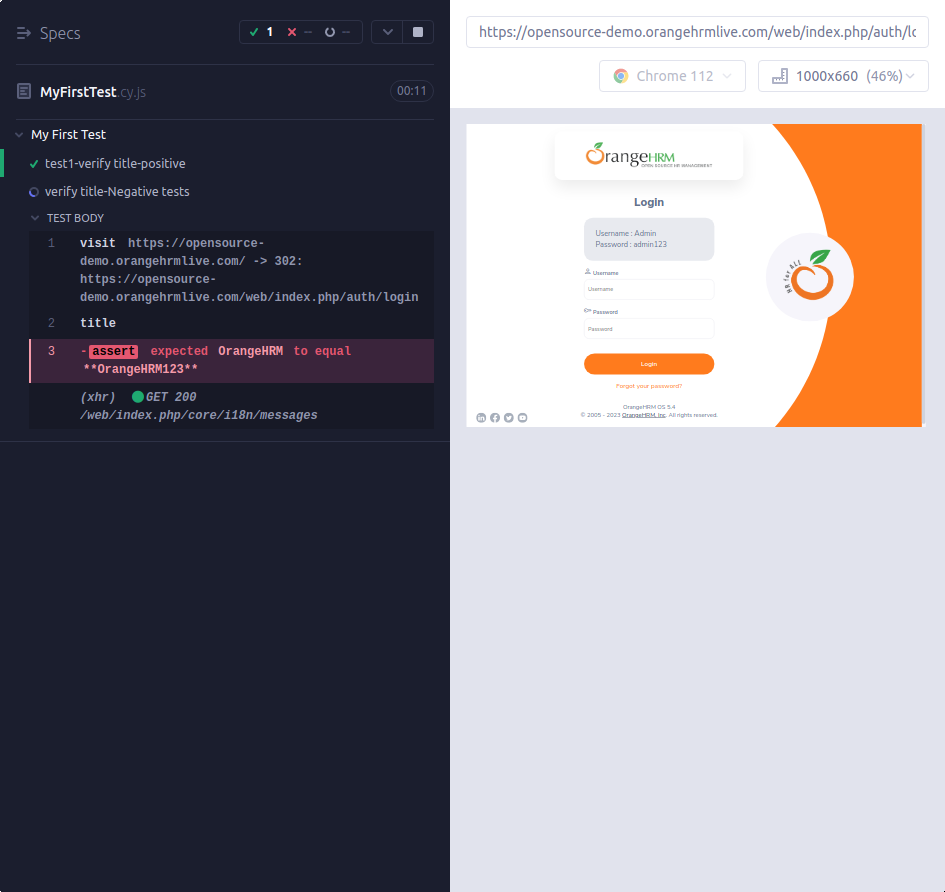 Specs
1 -- --
MyFirstTest.cy.js
00:11
My First Test
test1-verify title-positive
verify title-Negative tests
TEST BODY
1 visit https://opensource-
demo.orangehrmlive.com/ -> 302:
https://opensource-
demo.orangehrmlive.com/web/index.php/auth/login
2 title
3 -assert expected OrangeHRM to equal
**OrangeHRM123**
(xhr) GET 200
/web/index.php/core/i18n/messages
https://opensource-demo.orangehrmlive.com/web/index.php/auth/lo
Chrome 112
1000x660 (46%)
OrangeHRM
OPEN SOURCE HR MANAGEMENT
Login
Username : Admin
Password : admin123
Username
Username
Password
Password
Login
Forgot your password?
OrangeHRM OS 5.4
© 2005 - 2023 OrangeHRM, Inc. All rights reserved.
HR for ALL